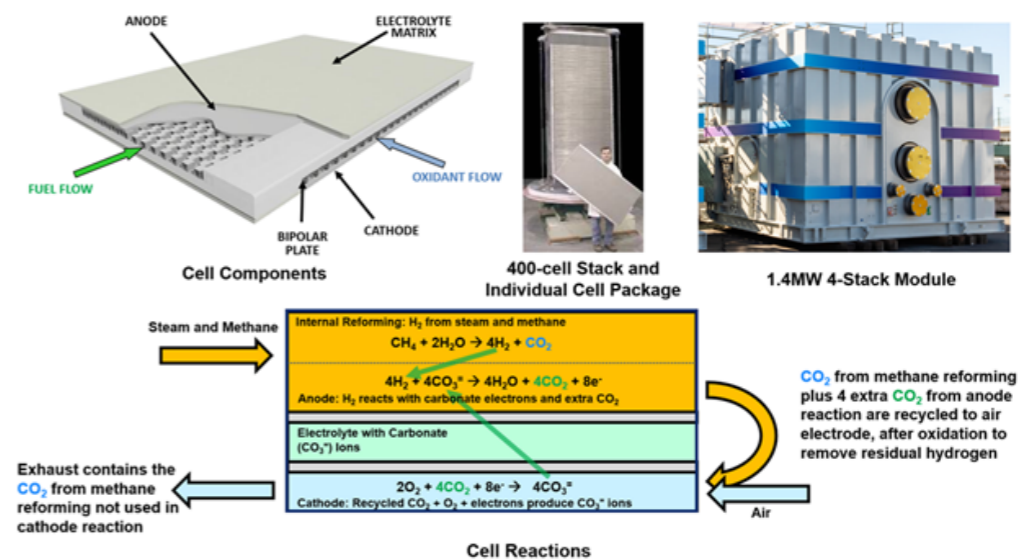 ANODE
ELECTROLYTE
MATRIX
FUEL FLOW
OXIDANT FLOW
BIPOLAR
PLATE
CATHODE
Cell Components
400-cell Stack and
Individual Cell Package
1.4MW 4-Stack Module
Steam and Methane
Internal Reforming: H₂ from steam and methane
CH₄ + 2H₂O → 4H₂ + CO₂
4H₂ + 4CO₃⁼ → 4H₂O + 4CO₂ + 8e⁻
Anode: H₂ reacts with carbonate electrons and extra CO₂
Electrolyte with Carbonate
(CO₃⁼) Ions
2O₂ + 4CO₂ + 8e⁻ → 4CO₃⁼
Cathode: Recycled CO₂ + O₂ + electrons produce CO₃⁼ ions
CO₂ from methane reforming
plus 4 extra CO₂ from anode
reaction are recycled to air
electrode, after oxidation to
remove residual hydrogen
Exhaust contains the
CO₂ from methane
reforming not used in
cathode reaction
Air
Cell Reactions